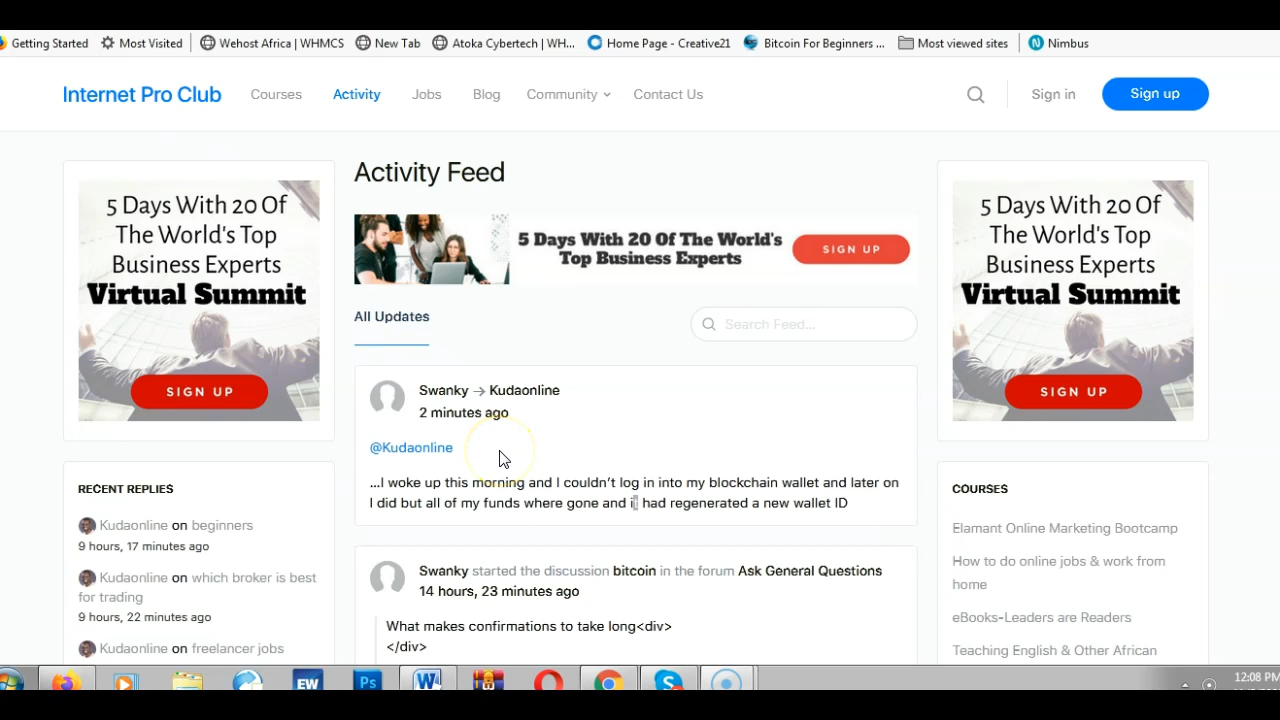 Getting Started Most Visited Wehost Africa | WHMCS New Tab Atoka Cybertech | WH... Home Page - Creative21 Bitcoin For Beginners ... Most viewed sites Nimbus
Internet Pro Club Courses Activity Jobs Blog Community Contact Us Sign in Sign up
5 Days With 20 Of
The World's Top
Business Experts
Virtual Summit
SIGN UP
RECENT REPLIES
Kudaonline on beginners
9 hours, 17 minutes ago
Kudaonline on which broker is best
for trading
9 hours, 22 minutes ago
Kudaonline on freelancer jobs
Activity Feed
5 Days With 20 Of The World's
Top Business Experts
SIGN UP
All Updates
Search Feed...
Swanky → Kudaonline
2 minutes ago
@Kudaonline
...I woke up this morning and I couldn't log in into my blockchain wallet and later on
I did but all of my funds where gone and it had regenerated a new wallet ID
Swanky started the discussion bitcoin in the forum Ask General Questions
14 hours, 23 minutes ago
What makes confirmations to take long<div>
</div>
5 Days With 20 Of
The World's Top
Business Experts
Virtual Summit
SIGN UP
COURSES
Elamant Online Marketing Bootcamp
How to do online jobs & work from
home
eBooks-Leaders are Readers
Teaching English & Other African
EW Ps W S
12:08 PM